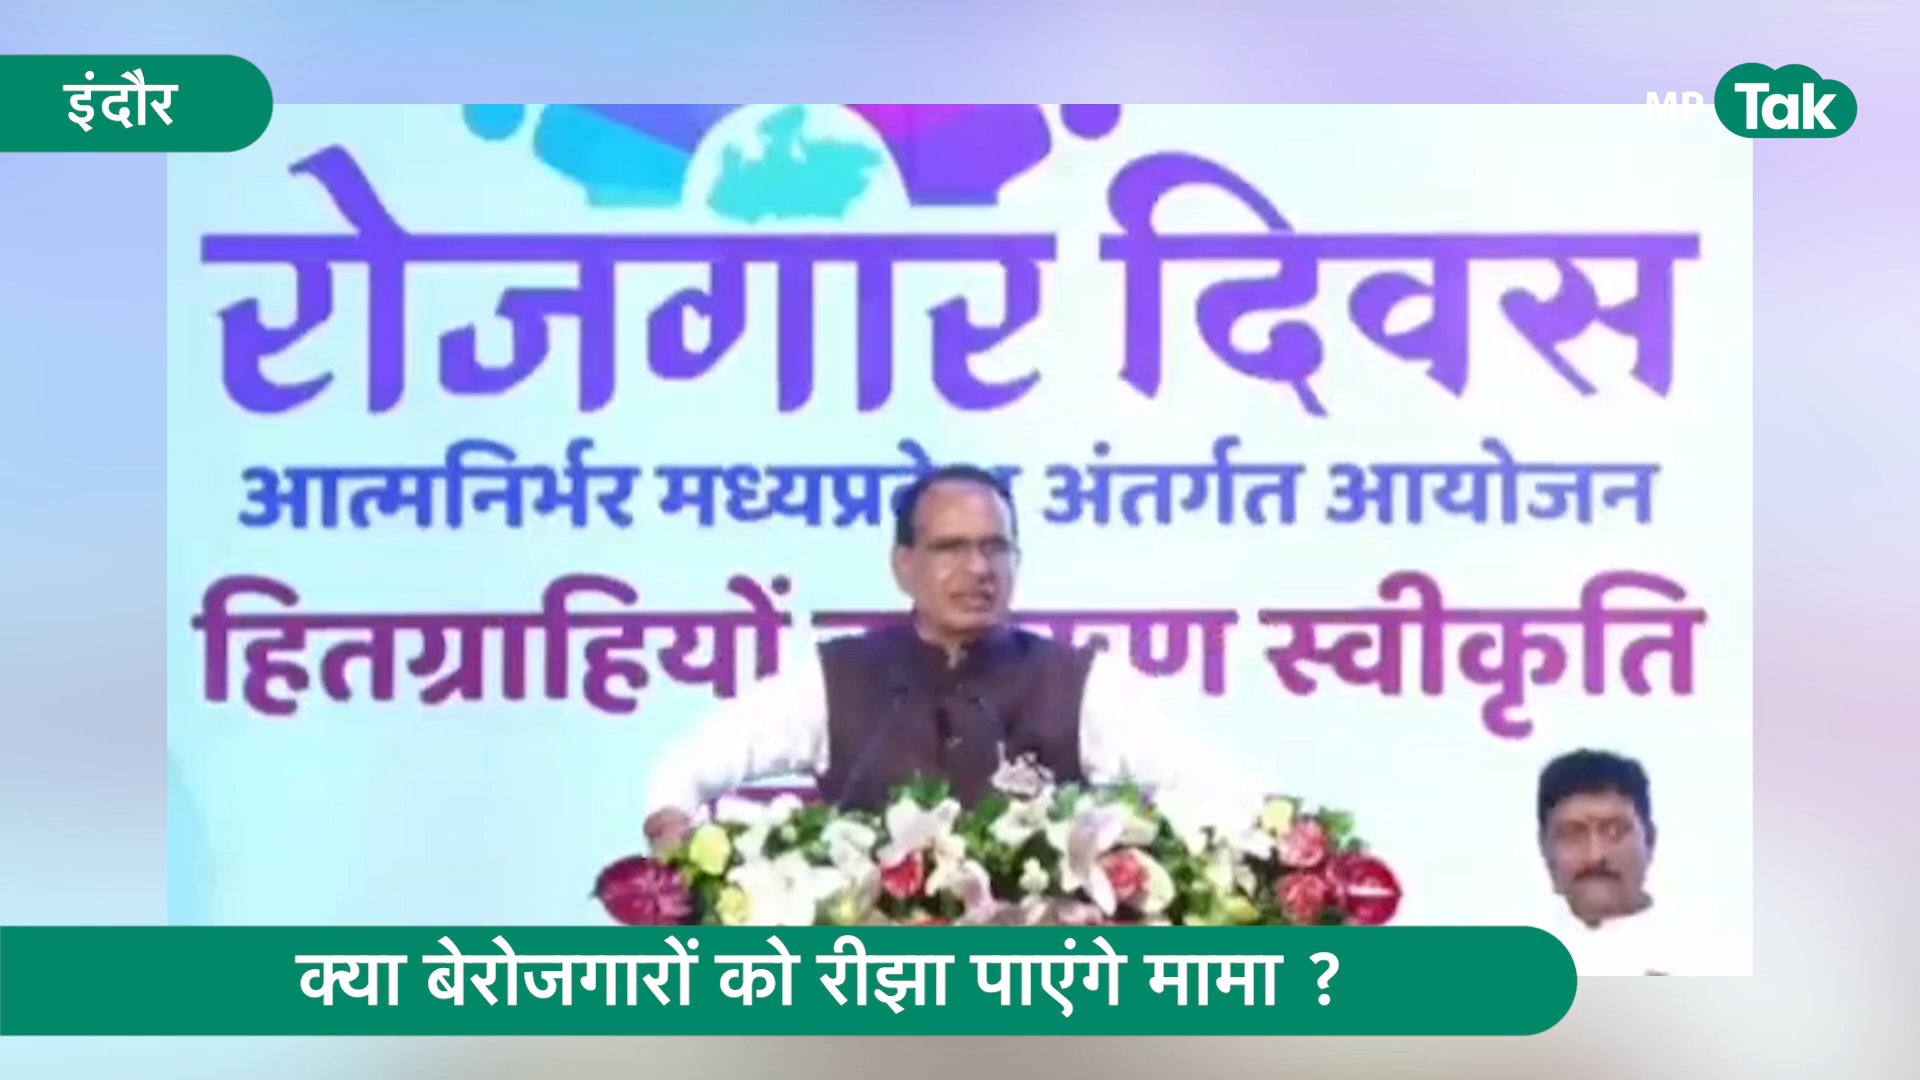 इंदौर
MP Tak
रोजगार दिवस
आत्मनिर्भर मध्यप्रदेश अंतर्गत आयोजन
हितग्राहियों स्वीकृति
क्या बेरोजगारों को रीझा पाएंगे मामा ?